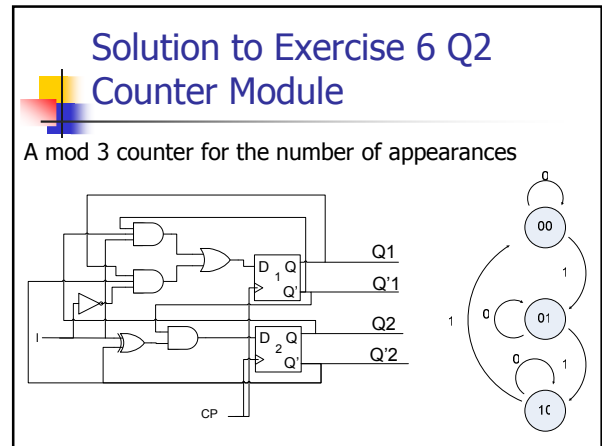 Solution to Exercise 6 Q2
Counter Module
A mod 3 counter for the number of appearances
D Q
1
Q'
Q1
Q'1
D Q
2
Q'
Q2
Q'2
I
CP
0
00
1
0
01
1
1
0
10